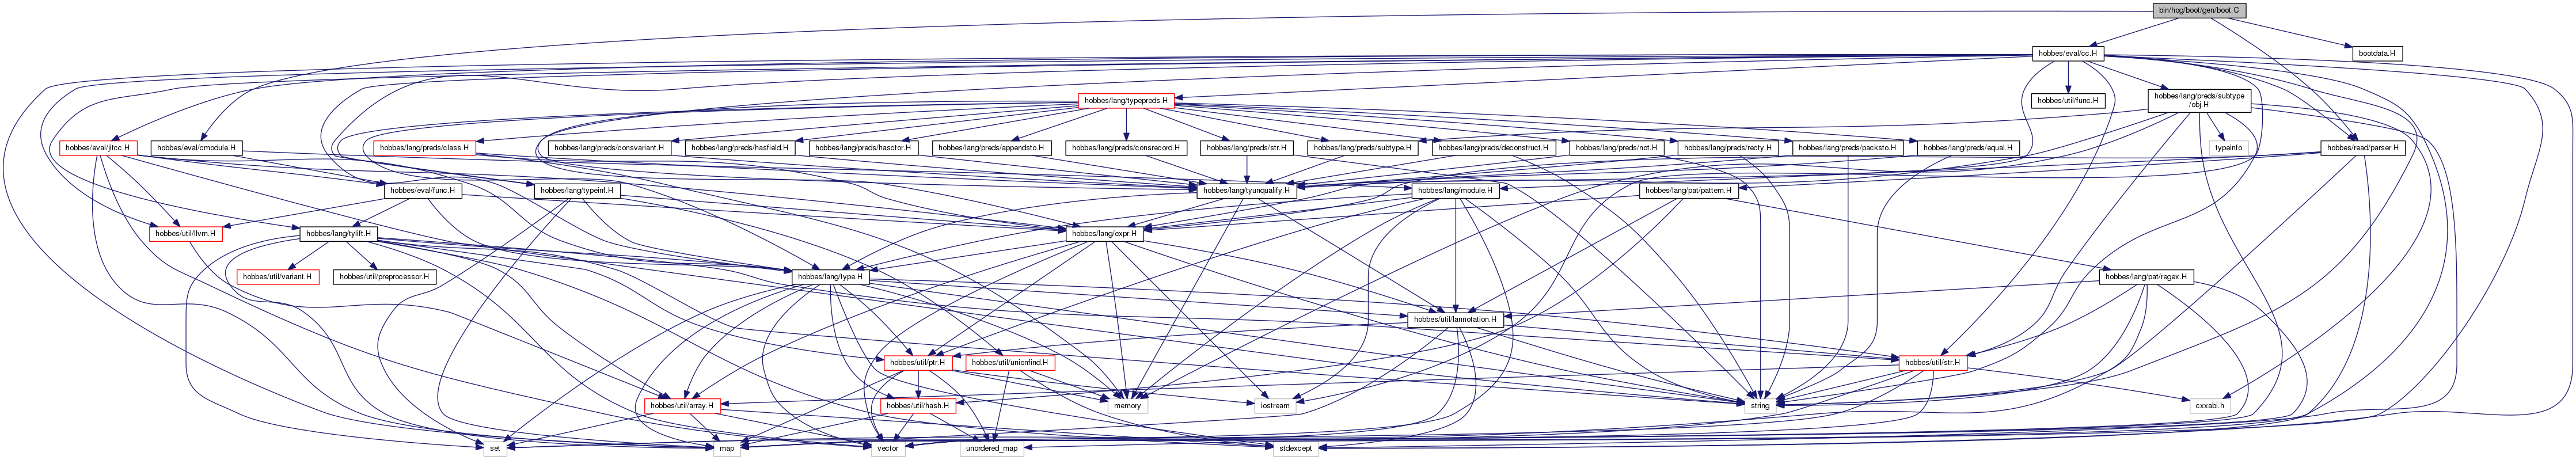 bin/hog/boot/gen/boot.C
hobbes/eval/cc.H
bootdata.H
hobbes/lang/typepreds.H
hobbes/util/func.H
hobbes/lang/preds/subtype
/obj.H
hobbes/eval/jitcc.H
hobbes/eval/cmodule.H
hobbes/lang/preds/class.H
hobbes/lang/preds/consvariant.H
hobbes/lang/preds/hasfield.H
hobbes/lang/preds/hasctor.H
hobbes/lang/preds/appendsto.H
hobbes/lang/preds/consrecord.H
hobbes/lang/preds/str.H
hobbes/lang/preds/subtype.H
hobbes/lang/preds/deconstruct.H
hobbes/lang/preds/not.H
hobbes/lang/preds/recty.H
hobbes/lang/preds/packsto.H
hobbes/lang/preds/equal.H
typeinfo
hobbes/read/parser.H
hobbes/eval/func.H
hobbes/lang/typeinf.H
hobbes/lang/tyunqualify.H
hobbes/lang/module.H
hobbes/lang/pat/pattern.H
hobbes/util/llvm.H
hobbes/lang/tylift.H
hobbes/lang/expr.H
hobbes/util/variant.H
hobbes/util/preprocessor.H
hobbes/lang/type.H
hobbes/lang/pat/regex.H
hobbes/util/lannotation.H
hobbes/util/ptr.H
hobbes/util/unionfind.H
hobbes/util/str.H
hobbes/util/array.H
hobbes/util/hash.H
memory
iostream
string
cxxabi.h
set
map
vector
unordered_map
stdexcept